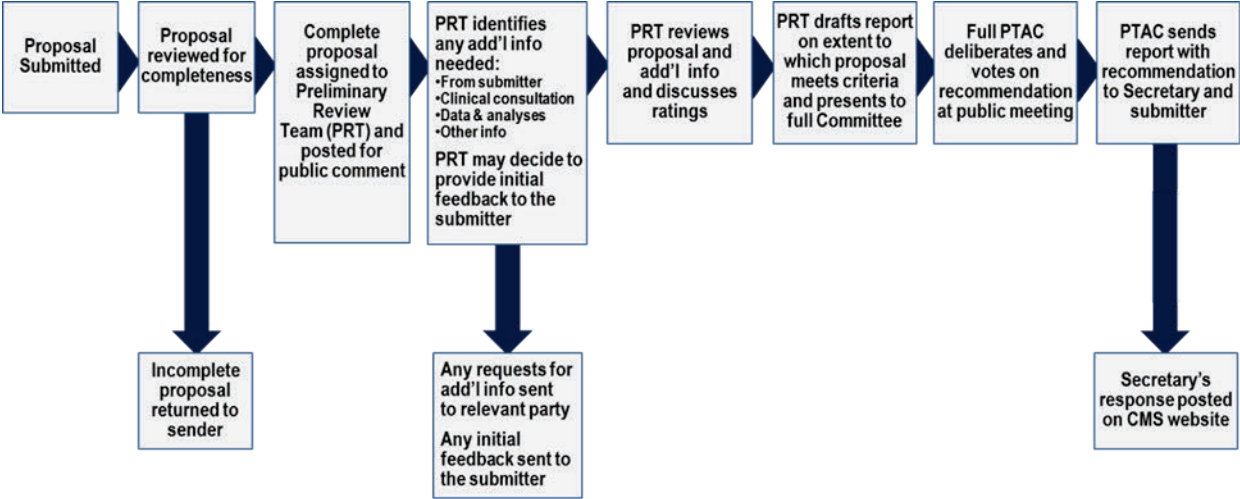 Proposal
Submitted
Proposal
reviewed for
completeness
Complete
proposal
assigned to
Preliminary
Review
Team (PRT) and
posted for
public comment
PRT identifies
any add'l info
needed:
•From submitter
•Clinical consultation
•Data & analyses
•Other info
PRT may decide to
provide initial
feedback to the
submitter
PRT reviews
proposal and
add'l info
and discusses
ratings
PRT drafts report
on extent to
which proposal
meets criteria
and presents to
full Committee
Full PTAC
deliberates and
votes on
recommendation
at public meeting
PTAC sends
report with
recommendation
to Secretary and
submitter
Incomplete
proposal
returned to
sender
Any requests for
add'l info sent
to relevant party
Any initial
feedback sent to
the submitter
Secretary's
response posted
on CMS website